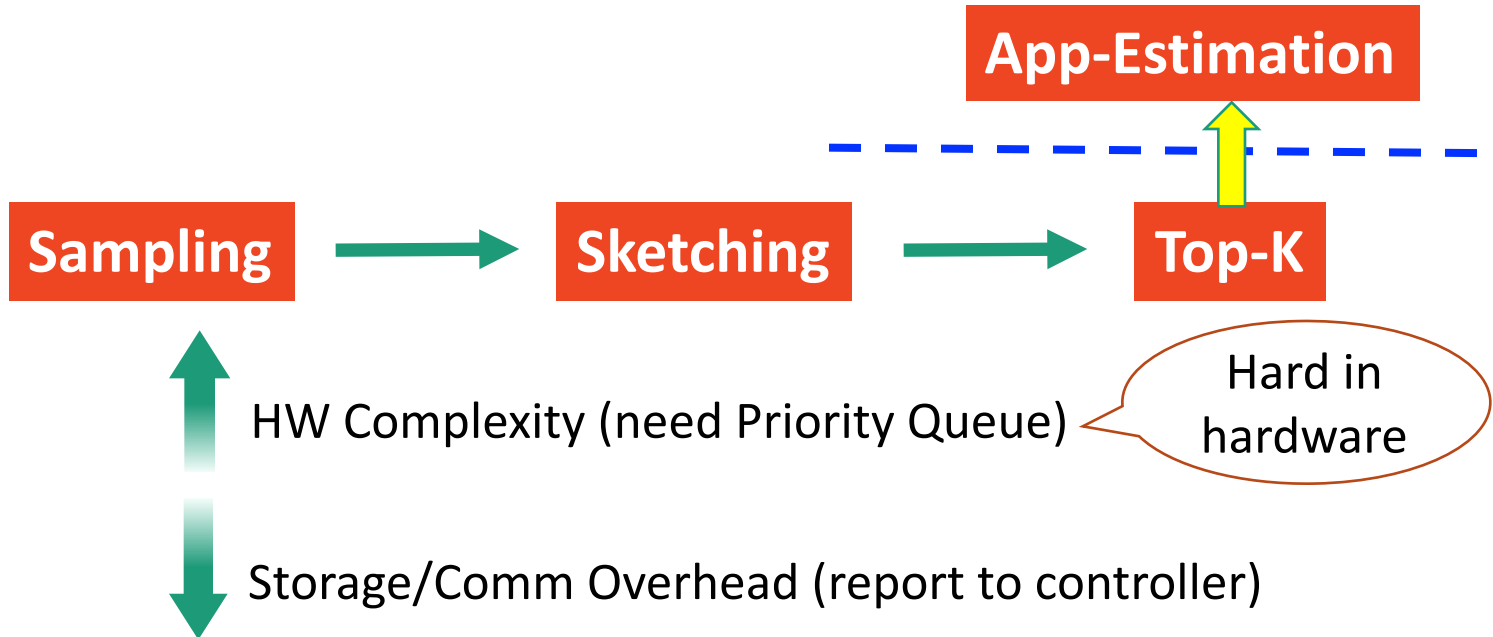 App-Estimation
Sampling
Sketching
Top-K
HW Complexity (need Priority Queue)
Hard in
hardware
Storage/Comm Overhead (report to controller)